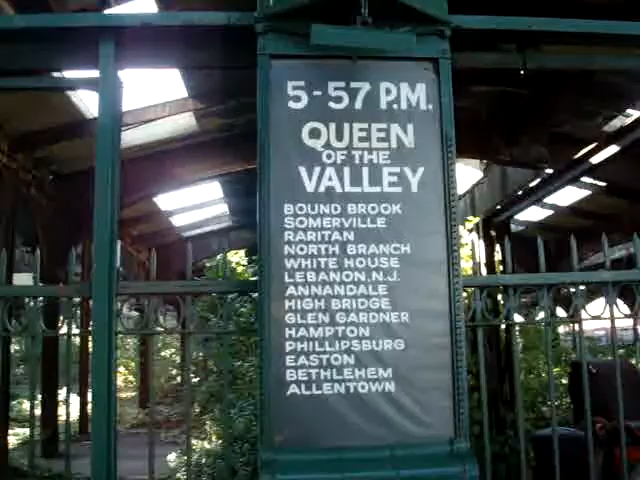 5-57 P.M.
QUEEN
OF THE
VALLEY
BOUND BROOK
SOMERVILLE
RARITAN
NORTH BRANCH
WHITE HOUSE
LEBANON, N.J.
ANNANDALE
HIGH BRIDGE
GLEN GARDNER
HAMPTON
PHILLIPSBURG
EASTON
BETHLEHEM
ALLENTOWN